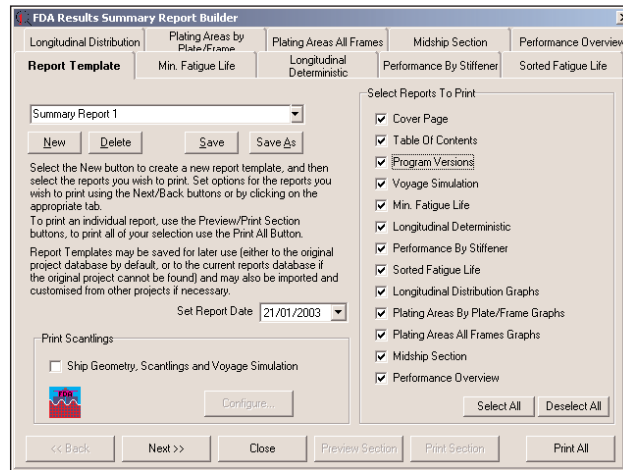 FDA Results Summary Report Builder
Longitudinal Distribution
Plating Areas by Plate/Frame
Plating Areas All Frames
Midship Section
Performance Overview
Report Template
Min. Fatigue Life
Longitudinal Deterministic
Performance By Stiffener
Sorted Fatigue Life
Summary Report 1
New
Delete
Save
Save As
Select the New button to create a new report template, and then
select the reports you wish to print. Set options for the reports you
wish to print using the Next/Back buttons or by clicking on the
appropriate tab.
To print an individual report, use the Preview/Print Section
buttons, to print all of your selection use the Print All Button.
Report Templates may be saved for later use (either to the original
project database by default, or to the current reports database if
the original project cannot be found) and may also be imported and
customised from other projects if necessary.
Set Report Date 21/01/2003
Print Scantlings
Ship Geometry, Scantlings and Voyage Simulation
FDA
Configure...
Select Reports To Print
Cover Page
Table Of Contents
Program Versions
Voyage Simulation
Min. Fatigue Life
Longitudinal Deterministic
Performance By Stiffener
Sorted Fatigue Life
Longitudinal Distribution Graphs
Plating Areas By Plate/Frame Graphs
Plating Areas All Frames Graphs
Midship Section
Performance Overview
Select All
Deselect All
<< Back
Next >>
Close
Preview Section
Print Section
Print All